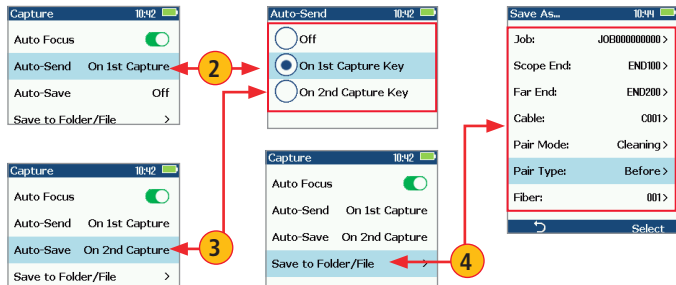 Capture 10:42
Auto Focus
Auto-Send On 1st Capture
Auto-Save Off
Save to Folder/File >
2
Auto-Send 10:42
Off
On 1st Capture Key
On 2nd Capture Key
Save As... 10:44
Job: JOB000000000 >
Scope End: END100 >
Far End: END200 >
Cable: C001 >
Pair Mode: Cleaning >
Pair Type: Before >
Fiber: 001 >
Select
Capture 10:42
Auto Focus
Auto-Send On 1st Capture
Auto-Save On 2nd Capture
Save to Folder/File >
3
Capture 10:42
Auto Focus
Auto-Send On 1st Capture
Auto-Save On 2nd Capture
Save to Folder/File >
4